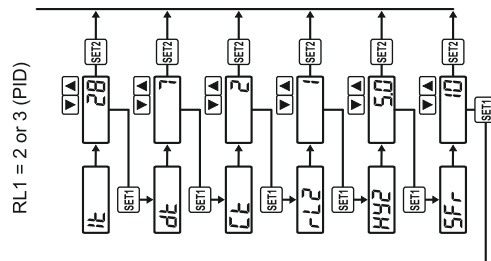 RL1 = 2 or 3 (PID)
It 28 SET2
SET1
dt 7 SET2
SET1
Ct 2 SET2
SET1
rL2 1 SET2
SET1
HY2 5.0 SET2
SET1
SFr 10 SET2
SET1